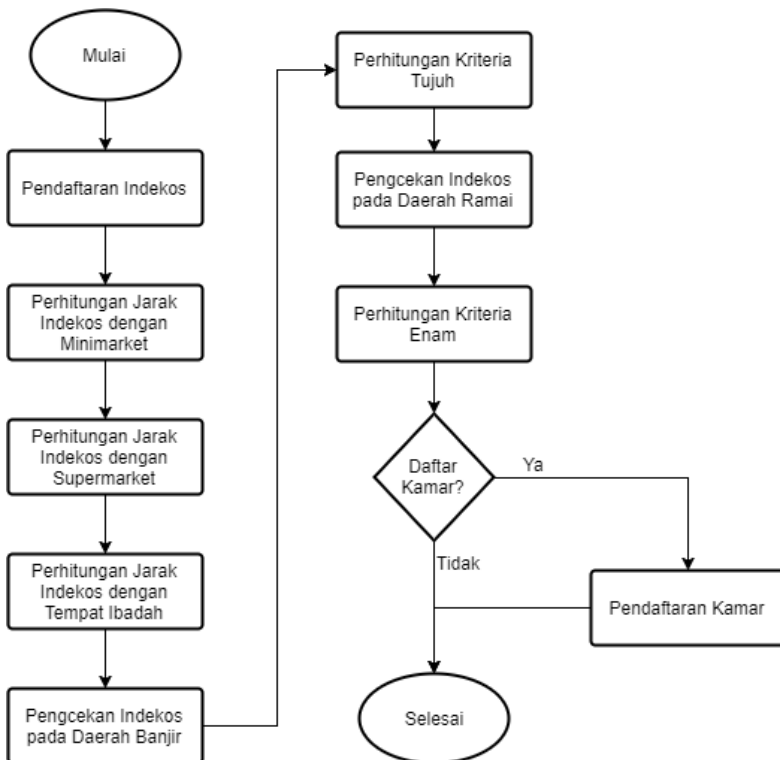 Mulai
Pendaftaran Indekos
Perhitungan Jarak
Indekos dengan
Minimarket
Perhitungan Jarak
Indekos dengan
Supermarket
Perhitungan Jarak
Indekos dengan
Tempat Ibadah
Pengcekan Indekos
pada Daerah Banjir
Perhitungan Kriteria
Tujuh
Pengcekan Indekos
pada Daerah Ramai
Perhitungan Kriteria
Enam
Daftar
Kamar?
Ya
Tidak
Pendaftaran Kamar
Selesai